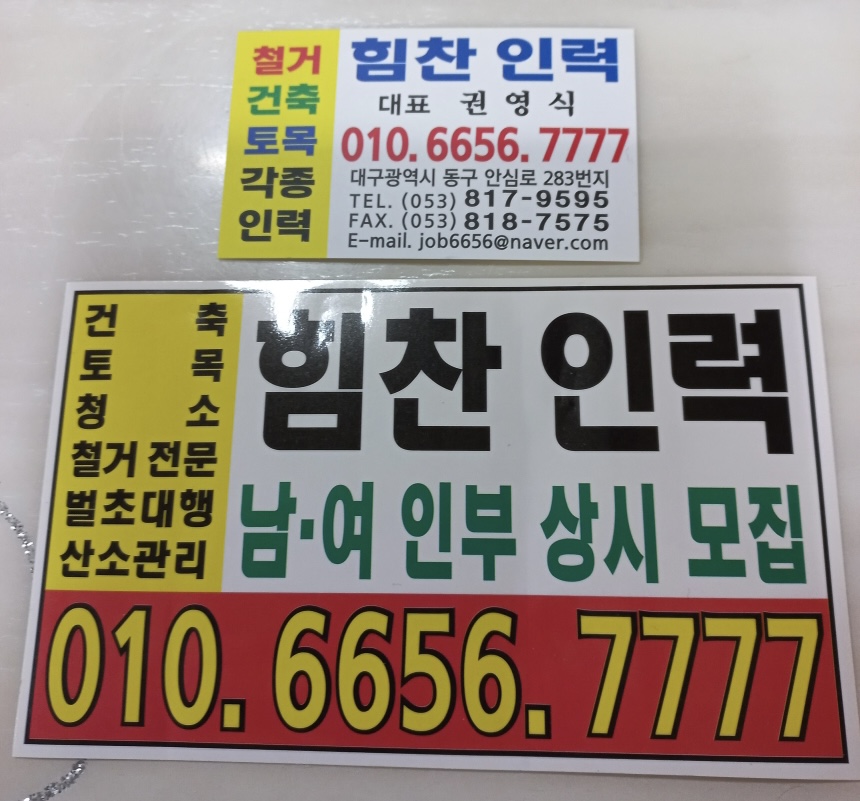 철거
건축
토목
각종
인력
힘찬 인력
대표 권영식
010. 6656. 7777
대구광역시 동구 안심로 283번지
TEL. (053) 817-9595
FAX. (053) 818-7575
E-mail. job6656@naver.com
건축
토목
청소
철거 전문
벌초대행
산소관리
힘찬 인력
남·여 인부 상시 모집
010. 6656. 7777